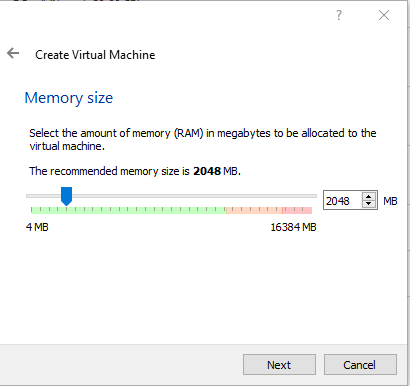 Create Virtual Machine
Memory size
Select the amount of memory (RAM) in megabytes to be allocated to the
virtual machine.
The recommended memory size is 2048 MB.
2048 MB
4 MB 16384 MB
Next Cancel